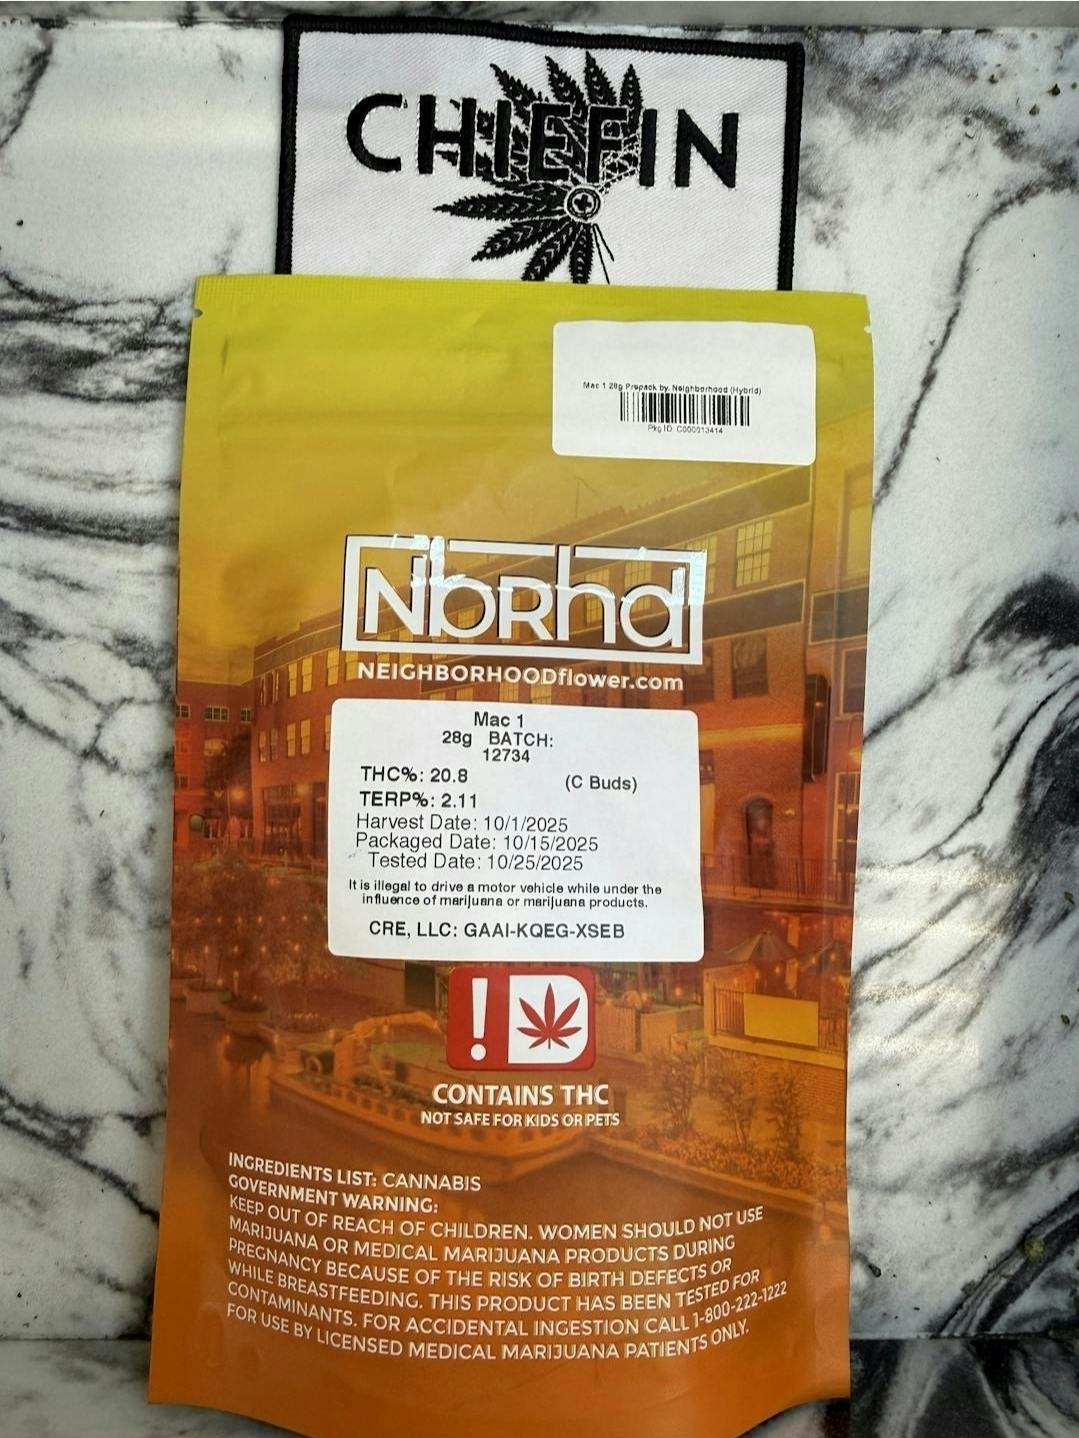 CHIEFIN
Mac 1 28g Prepack by. Neighborhood (Hybrid)
Pkg ID: C000013414
NbRhd
NEIGHBORHOODflower.com
Mac 1
28g BATCH:
12734
THC%: 20.8
(C Buds)
TERP%: 2.11
Harvest Date: 10/1/2025
Packaged Date: 10/15/2025
Tested Date: 10/25/2025
It is illegal to drive a motor vehicle while under the
influence of marijuana or marijuana products.
CRE, LLC: GAAI-KQEG-XSEB
!
CONTAINS THC
NOT SAFE FOR KIDS OR PETS
INGREDIENTS LIST: CANNABIS
GOVERNMENT WARNING:
KEEP OUT OF REACH OF CHILDREN. WOMEN SHOULD NOT USE
MARIJUANA OR MEDICAL MARIJUANA PRODUCTS DURING
PREGNANCY BECAUSE OF THE RISK OF BIRTH DEFECTS OR
WHILE BREASTFEEDING. THIS PRODUCT HAS BEEN TESTED FOR
CONTAMINANTS. FOR ACCIDENTAL INGESTION CALL 1-800-222-1222
FOR USE BY LICENSED MEDICAL MARIJUANA PATIENTS ONLY.